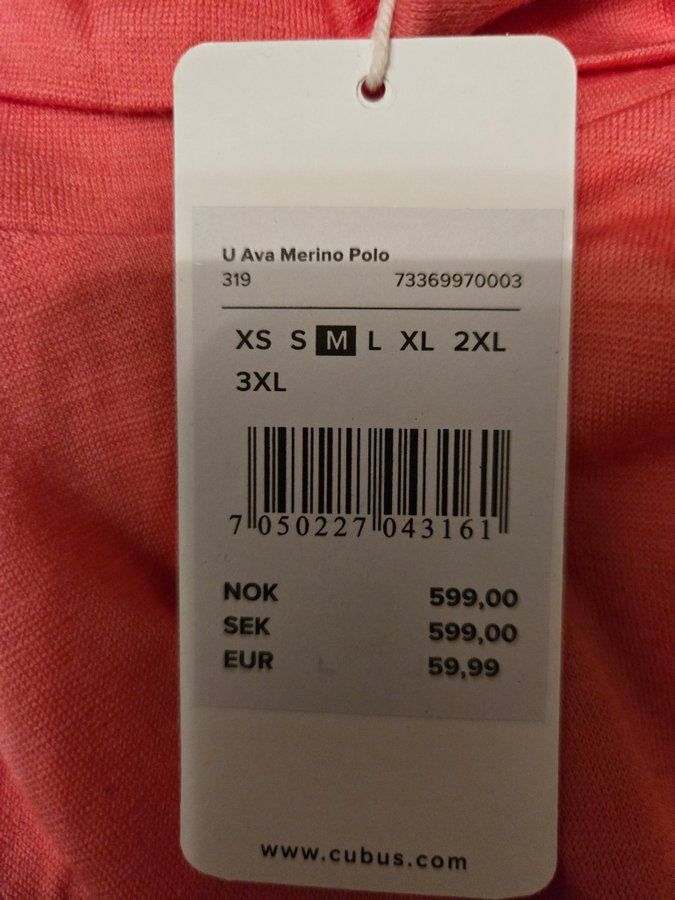 U Ava Merino Polo
319 73369970003
XS S M L XL 2XL
3XL
7 050227 043161
NOK 599,00
SEK 599,00
EUR 59,99
www.cubus.com